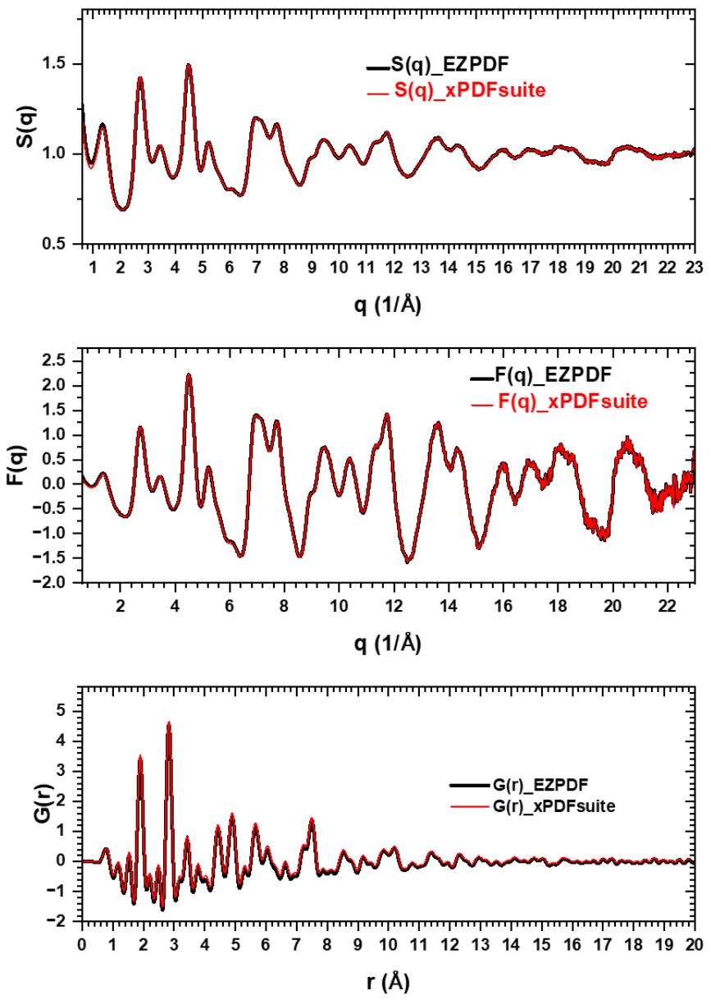 S(q)
1.5
1.0
0.5
S(q)_EZPDF
S(q)_xPDFsuite
1 2 3 4 5 6 7 8 9 10 11 12 13 14 15 16 17 18 19 20 21 22 23
q (1/Å)
F(q)
2.5
2.0
1.5
1.0
0.5
0.0
−0.5
−1.0
−1.5
−2.0
F(q)_EZPDF
F(q)_xPDFsuite
2 4 6 8 10 12 14 16 18 20 22
q (1/Å)
G(r)
5
4
3
2
1
0
−1
−2
G(r)_EZPDF
G(r)_xPDFsuite
0 1 2 3 4 5 6 7 8 9 10 11 12 13 14 15 16 17 18 19 20
r (Å)